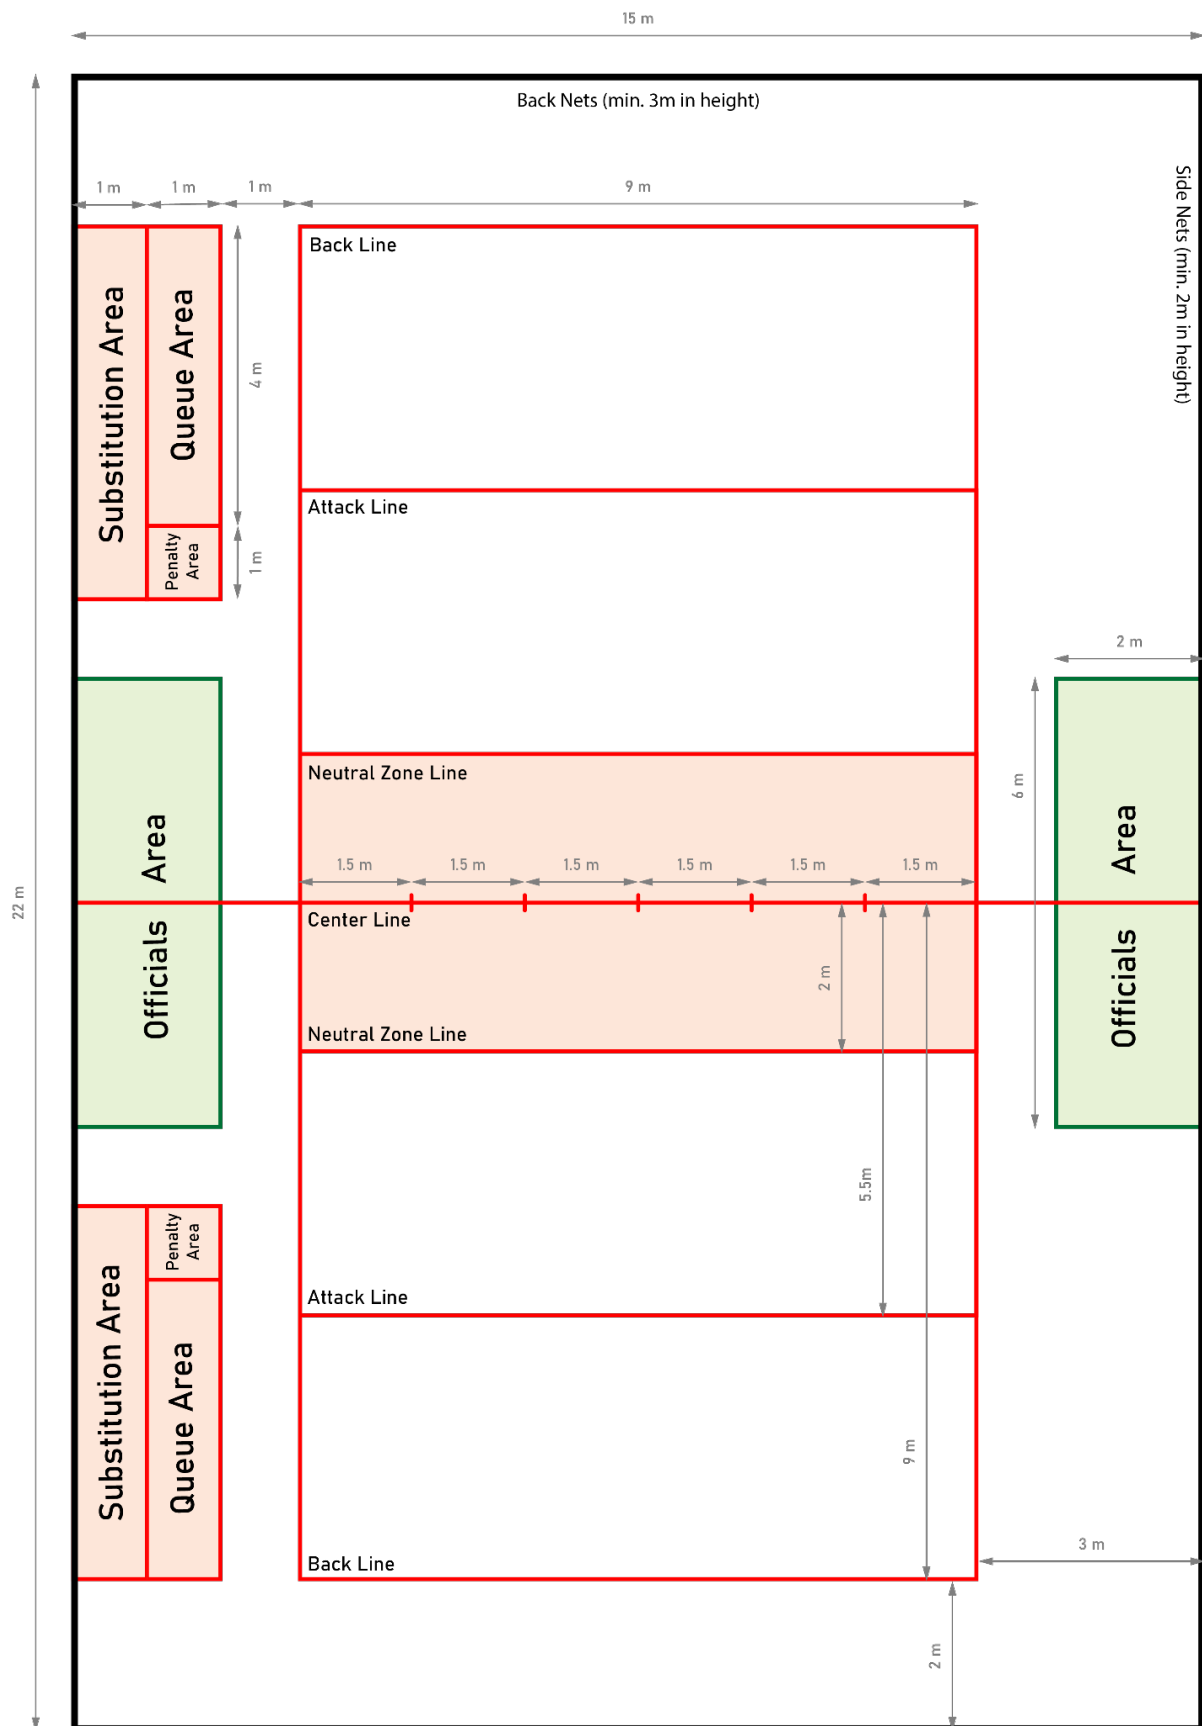 15 m
Back Nets (min. 3m in height)
Side Nets (min. 2m in height)
1 m
1 m
1 m
9 m
Back Line
Substitution Area
Queue Area
4 m
Attack Line
Penalty
Area
1 m
2 m
Neutral Zone Line
6 m
Officials Area
Officials Area
1.5 m
1.5 m
1.5 m
1.5 m
1.5 m
1.5 m
22 m
Center Line
2 m
Neutral Zone Line
5.5m
Penalty
Area
Substitution Area
Queue Area
Attack Line
9 m
Back Line
3 m
2 m